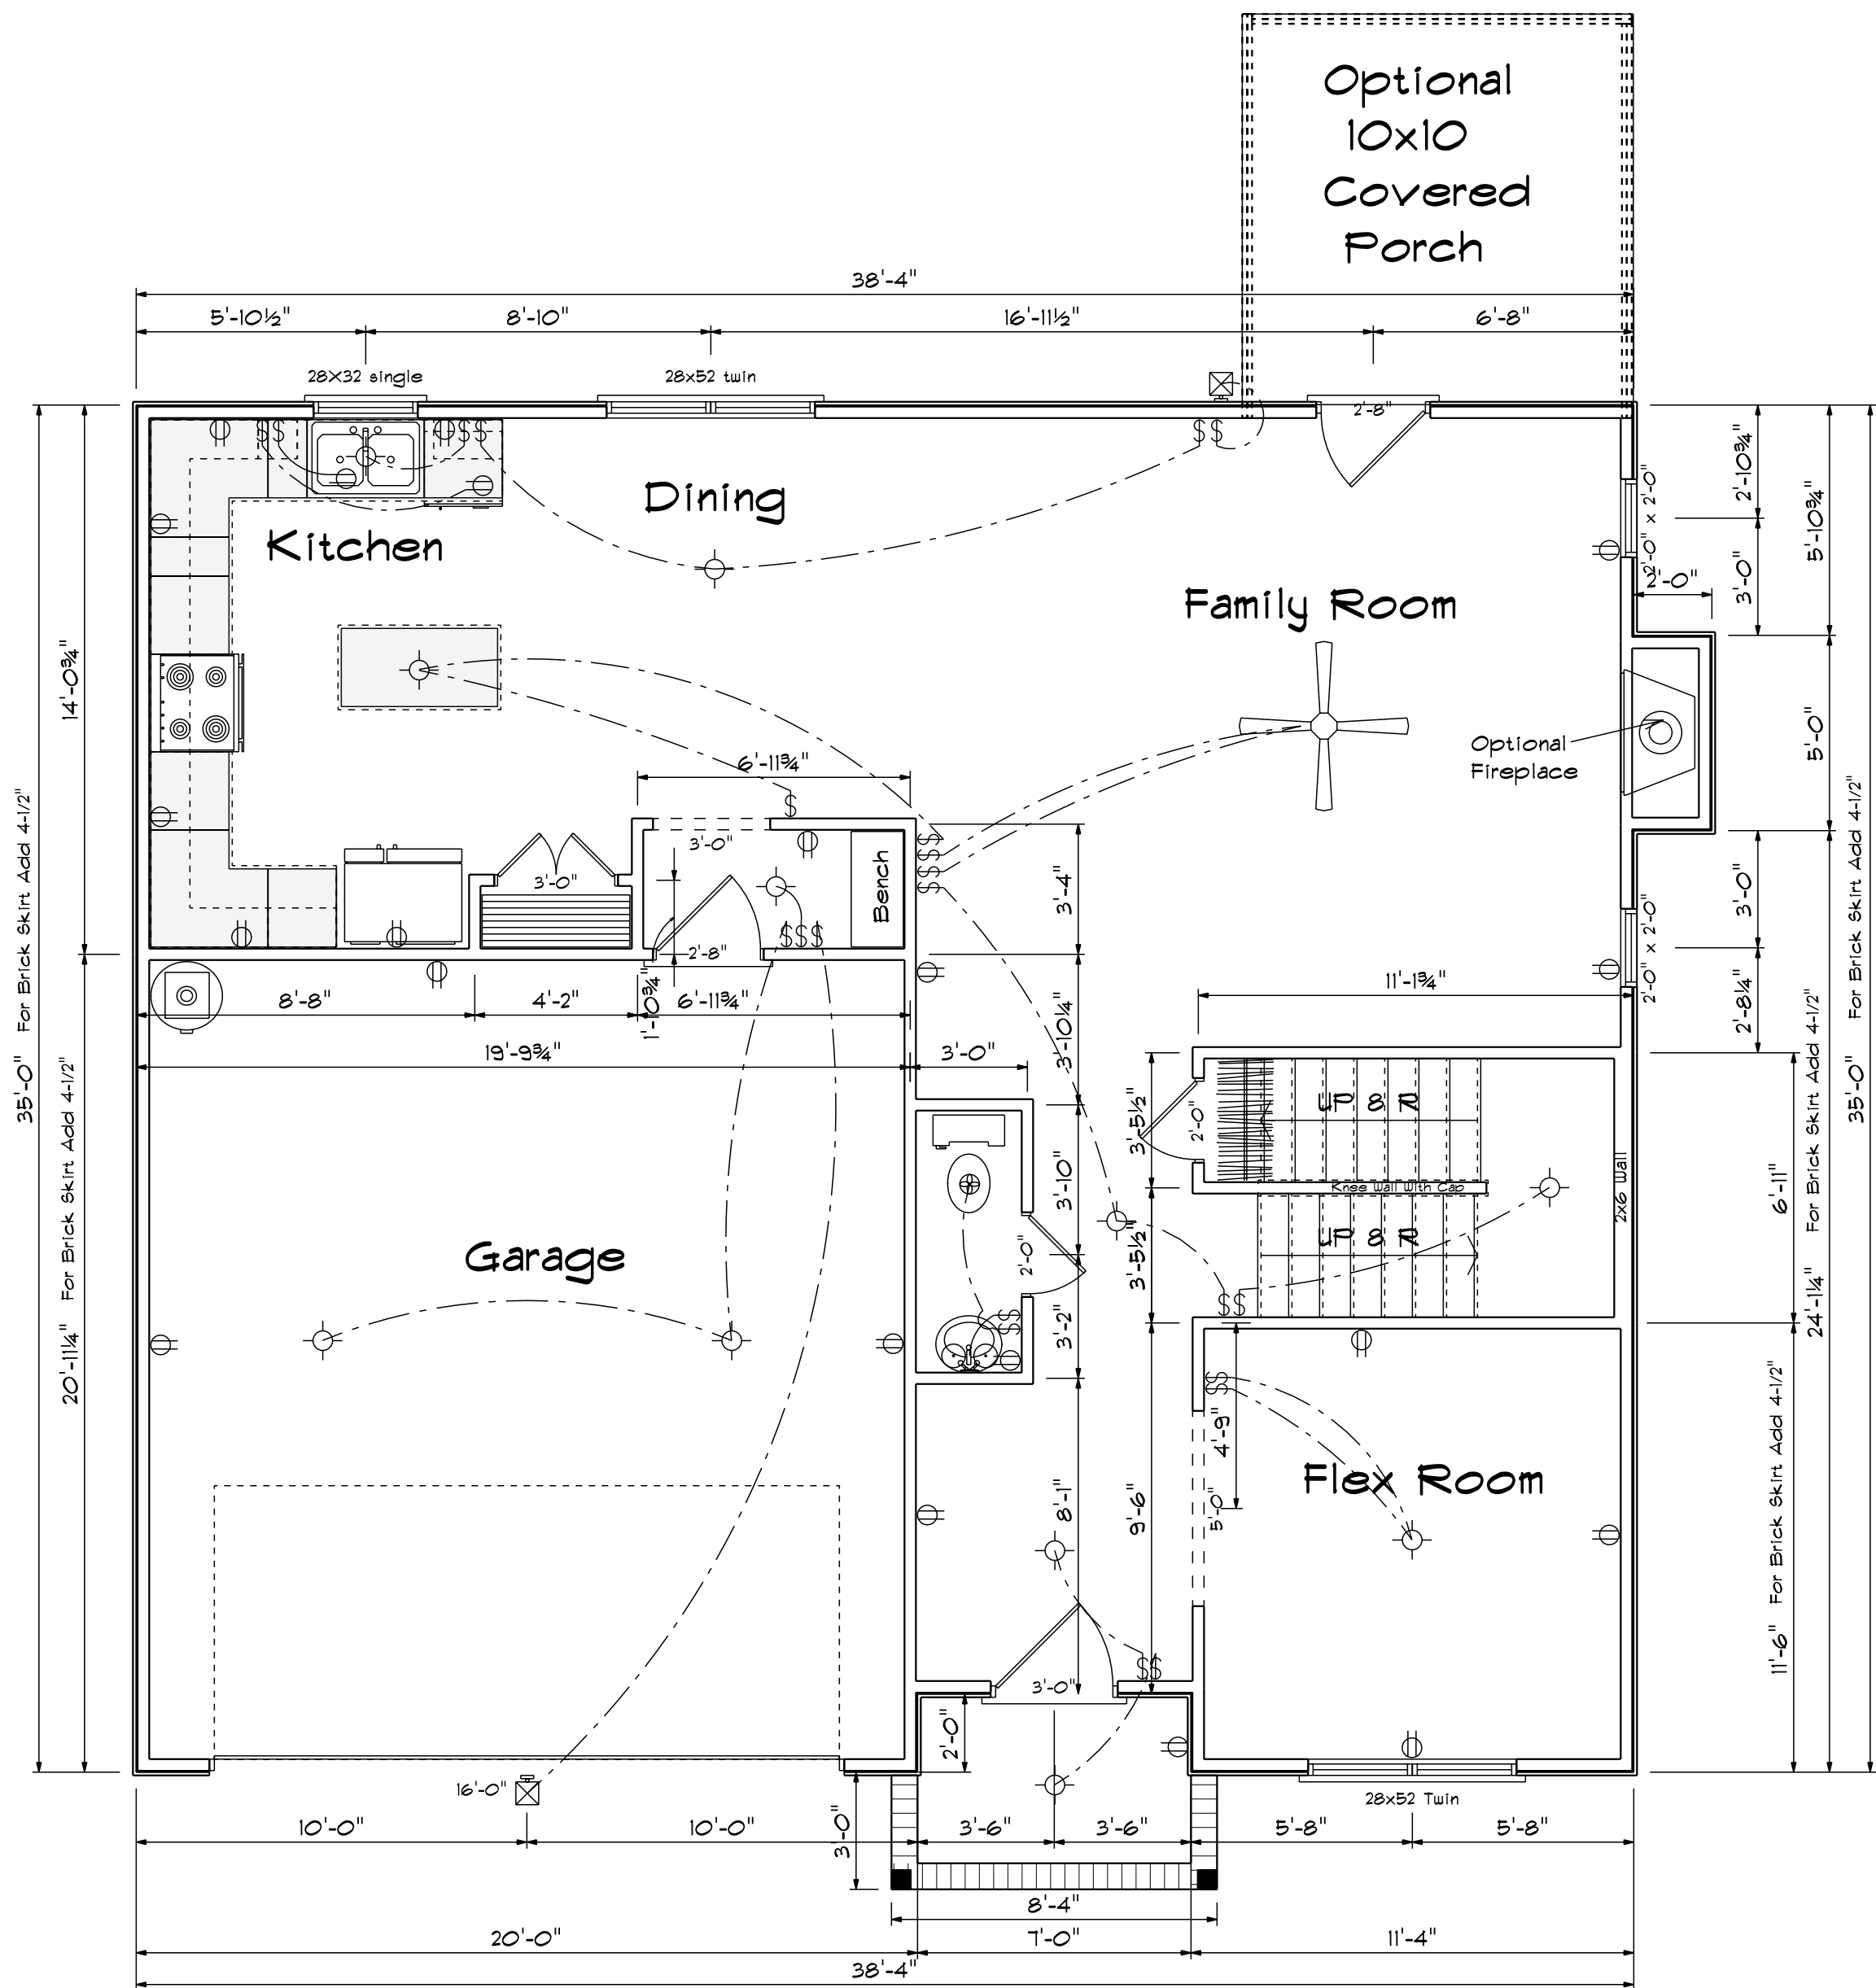 Optional
10x10
Covered
Porch
38'-4"
5'-10½"
8'-10"
16'-11½"
6'-8"
28X32 single
28x52 twin
2'-8"
2'-10¾"
2'-0" x 2'-0"
5'-10¾"
3'-0"
2'-0"
Dining
Kitchen
Family Room
14'-0¾"
5'-0"
Optional
Fireplace
6'-11¾"
35'-0" For Brick Skirt Add 4-1/2"
35'-0" For Brick Skirt Add 4-1/2"
3'-0"
3'-0"
Bench
3'-4"
3'-0"
2'-0" x 2'-0"
2'-8"
1'-10¾"
8'-8"
4'-2"
6'-11¾"
3'-10¼"
11'-1¾"
2'-8¼"
19'-9¾"
3'-0"
20'-11¼" For Brick Skirt Add 4-1/2"
24'-1¼" For Brick Skirt Add 4-1/2"
3'-5½"
2'-0"
UP 8 R
3'-10"
Knee Wall With Cap
2x6 Wall
6'-11"
3'-5½"
UP 8 R
Garage
2'-0"
3'-2"
4'-9"
Flex Room
5'-0"
8'-1"
9'-6"
11'-6" For Brick Skirt Add 4-1/2"
3'-0"
2'-0"
16'-0"
28x52 Twin
10'-0"
10'-0"
3'-0"
3'-6"
3'-6"
5'-8"
5'-8"
8'-4"
20'-0"
7'-0"
11'-4"
38'-4"